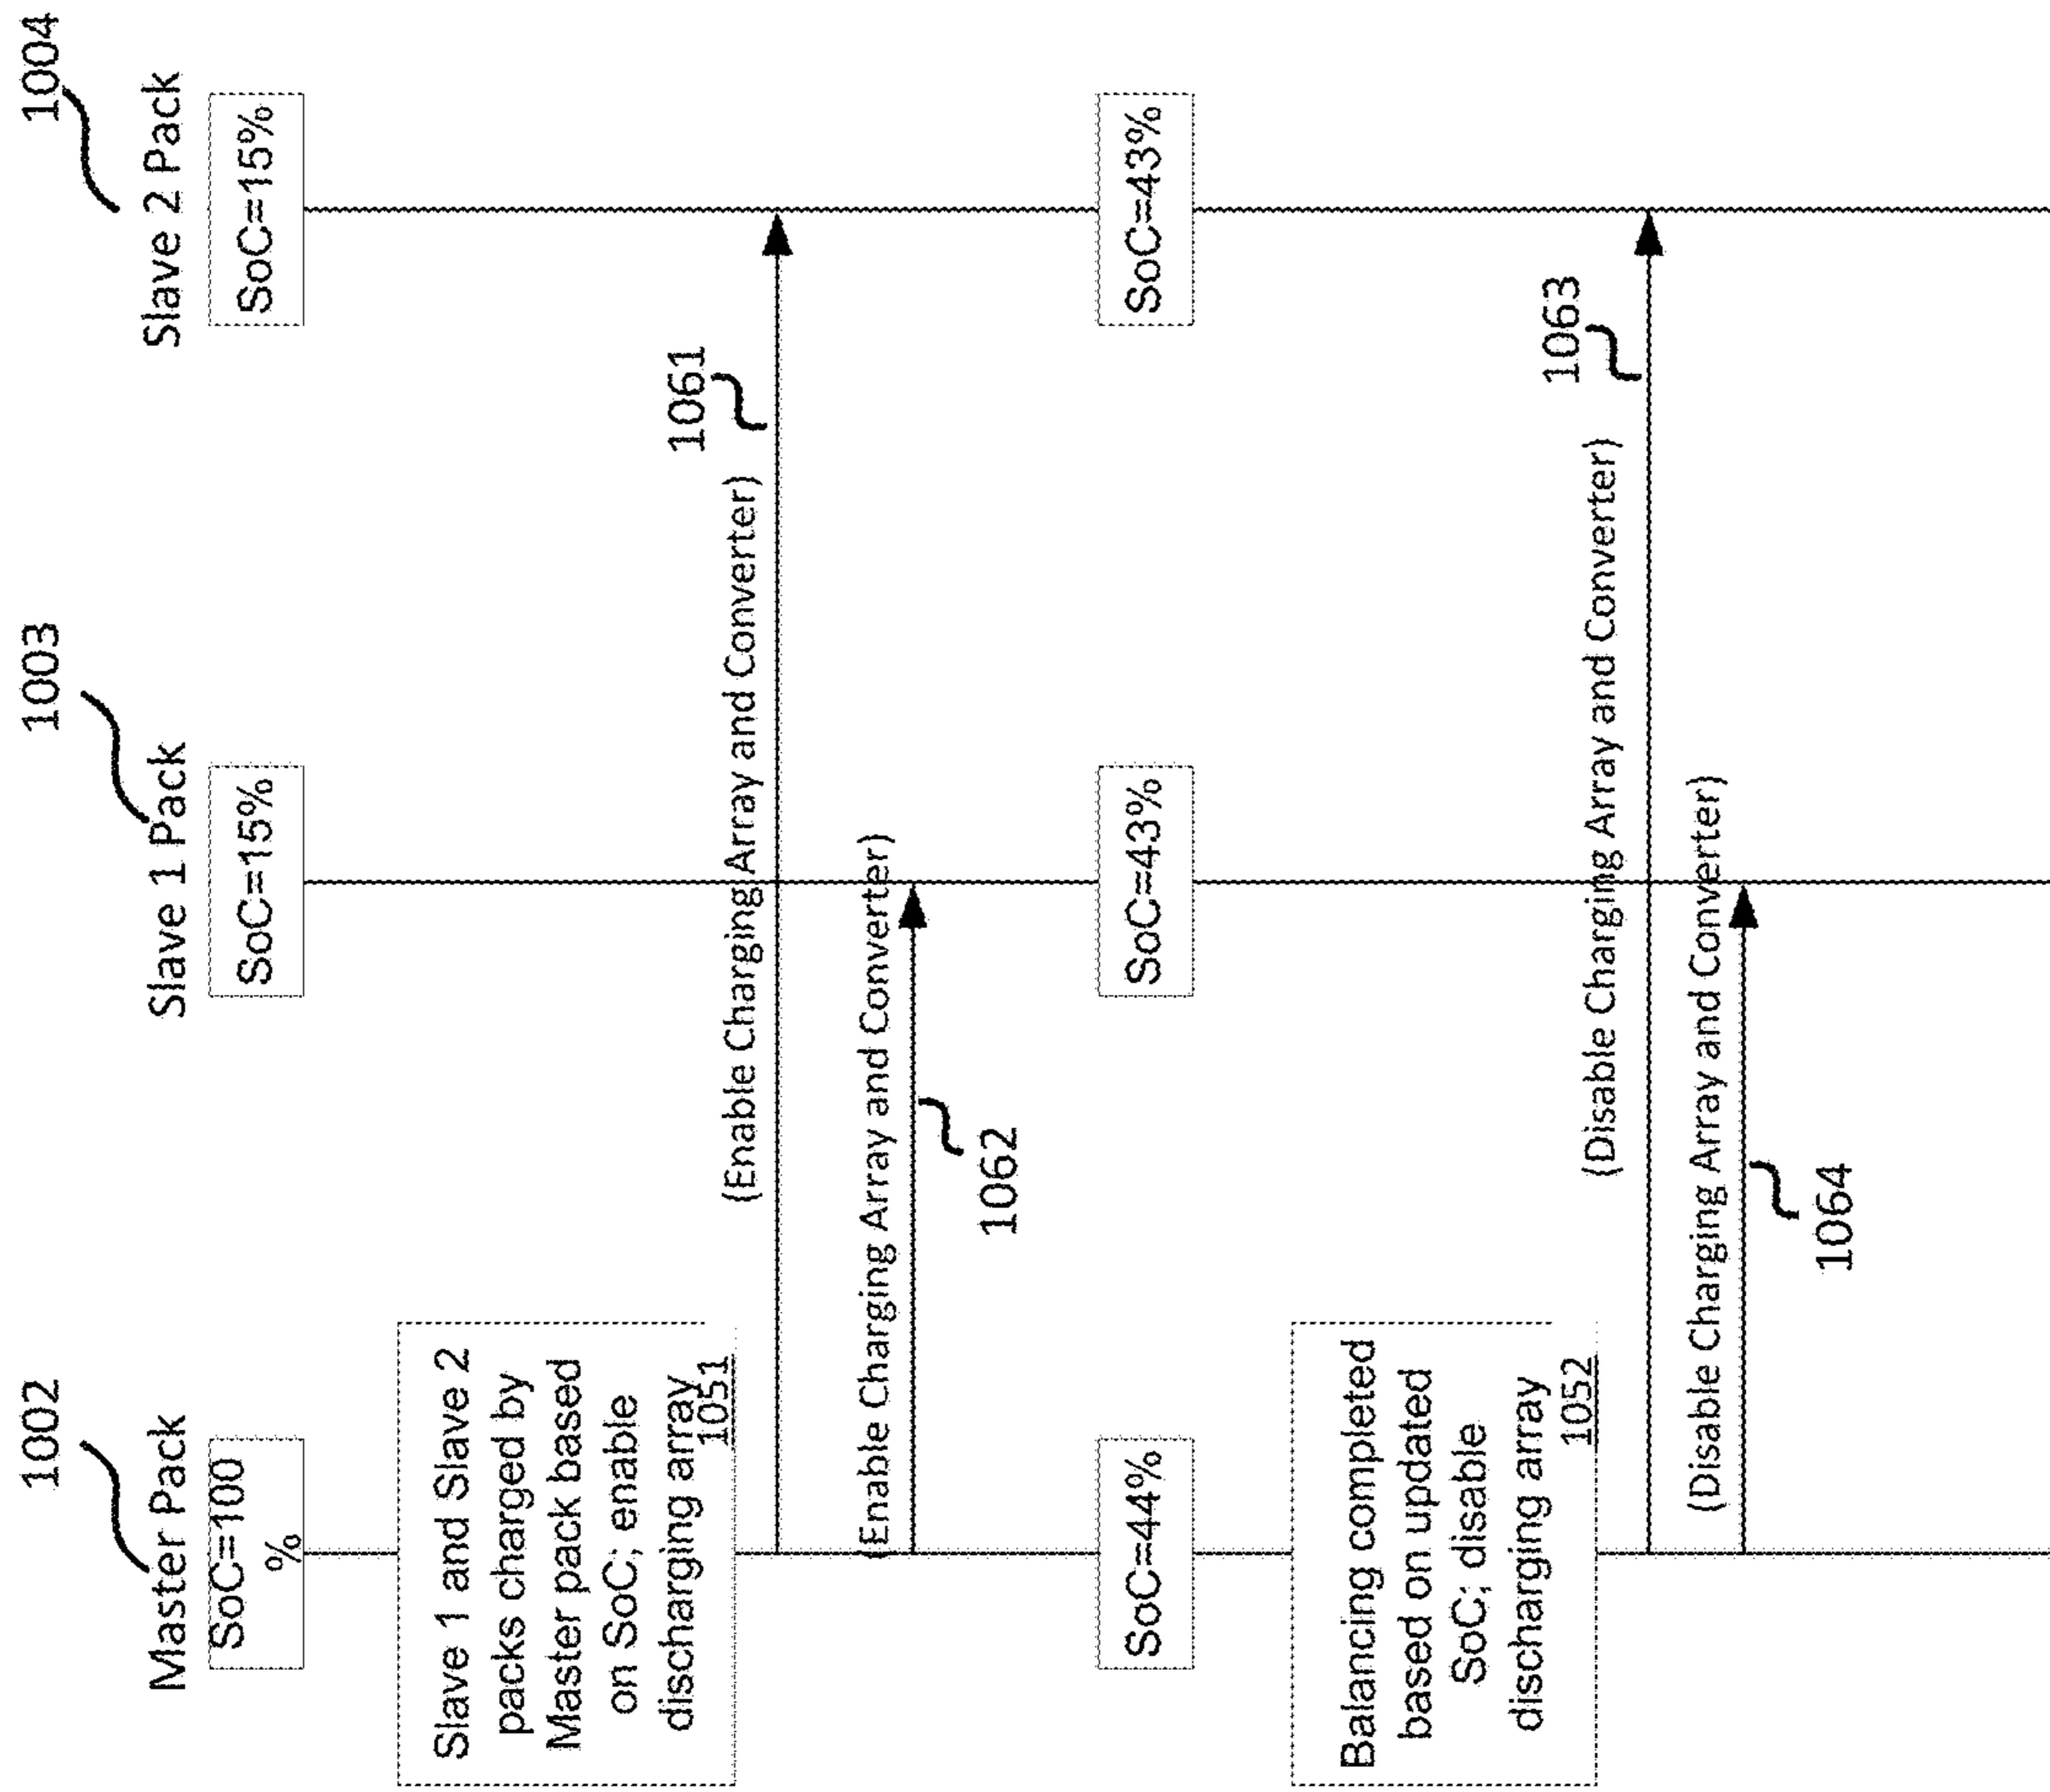 1002
1003
1004
Master Pack
Slave 1 Pack
Slave 2 Pack
SoC=100
%
SoC=15%
SoC=15%
Slave 1 and Slave 2
packs charged by
Master pack based
on SoC; enable
discharging array
1051
(Enable Charging Array and Converter)
1061
(Enable Charging Array and Converter)
1062
SoC=44%
SoC=43%
SoC=43%
Balancing completed
based on updated
SoC; disable
discharging array
1052
(Disable Charging Array and Converter)
1063
(Disable Charging Array and Converter)
1064